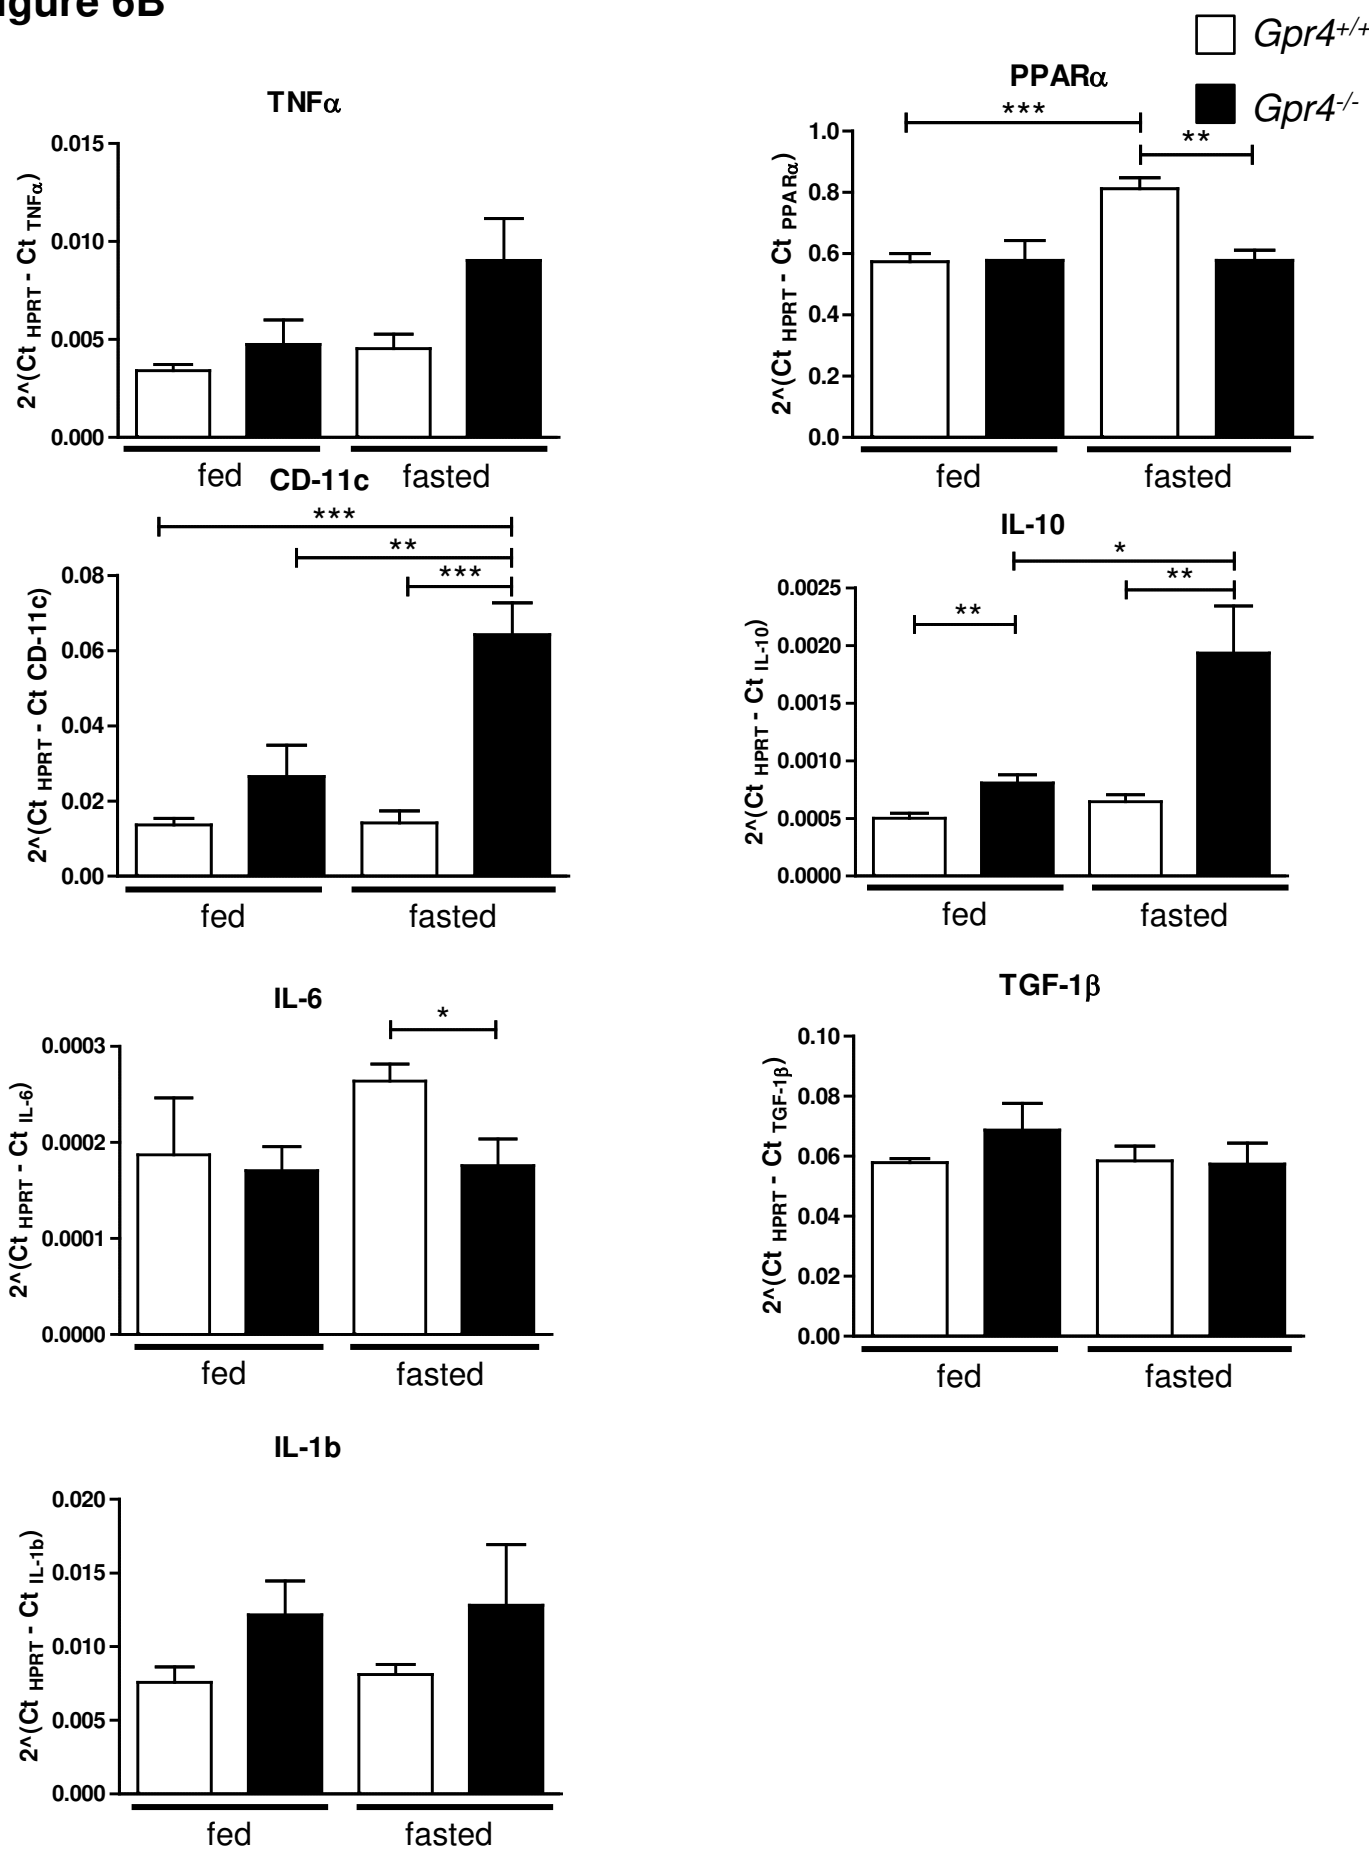 igure 6B
Gpr4+/+
Gpr4-/-
TNFα
2^(Ct HPRT - Ct TNFα)
0.015
0.010
0.005
0.000
fed
fasted
PPARα
***
**
2^(Ct HPRT - Ct PPARα)
1.0
0.8
0.6
0.4
0.2
0.0
fed
fasted
CD-11c
***
**
***
2^(Ct HPRT - Ct CD-11c)
0.08
0.06
0.04
0.02
0.00
fed
fasted
IL-10
*
**
**
2^(Ct HPRT - Ct IL-10)
0.0025
0.0020
0.0015
0.0010
0.0005
0.0000
fed
fasted
IL-6
*
2^(Ct HPRT - Ct IL-6)
0.0003
0.0002
0.0001
0.0000
fed
fasted
TGF-1β
2^(Ct HPRT - Ct TGF-1β)
0.10
0.08
0.06
0.04
0.02
0.00
fed
fasted
IL-1b
2^(Ct HPRT - Ct IL-1b)
0.020
0.015
0.010
0.005
0.000
fed
fasted